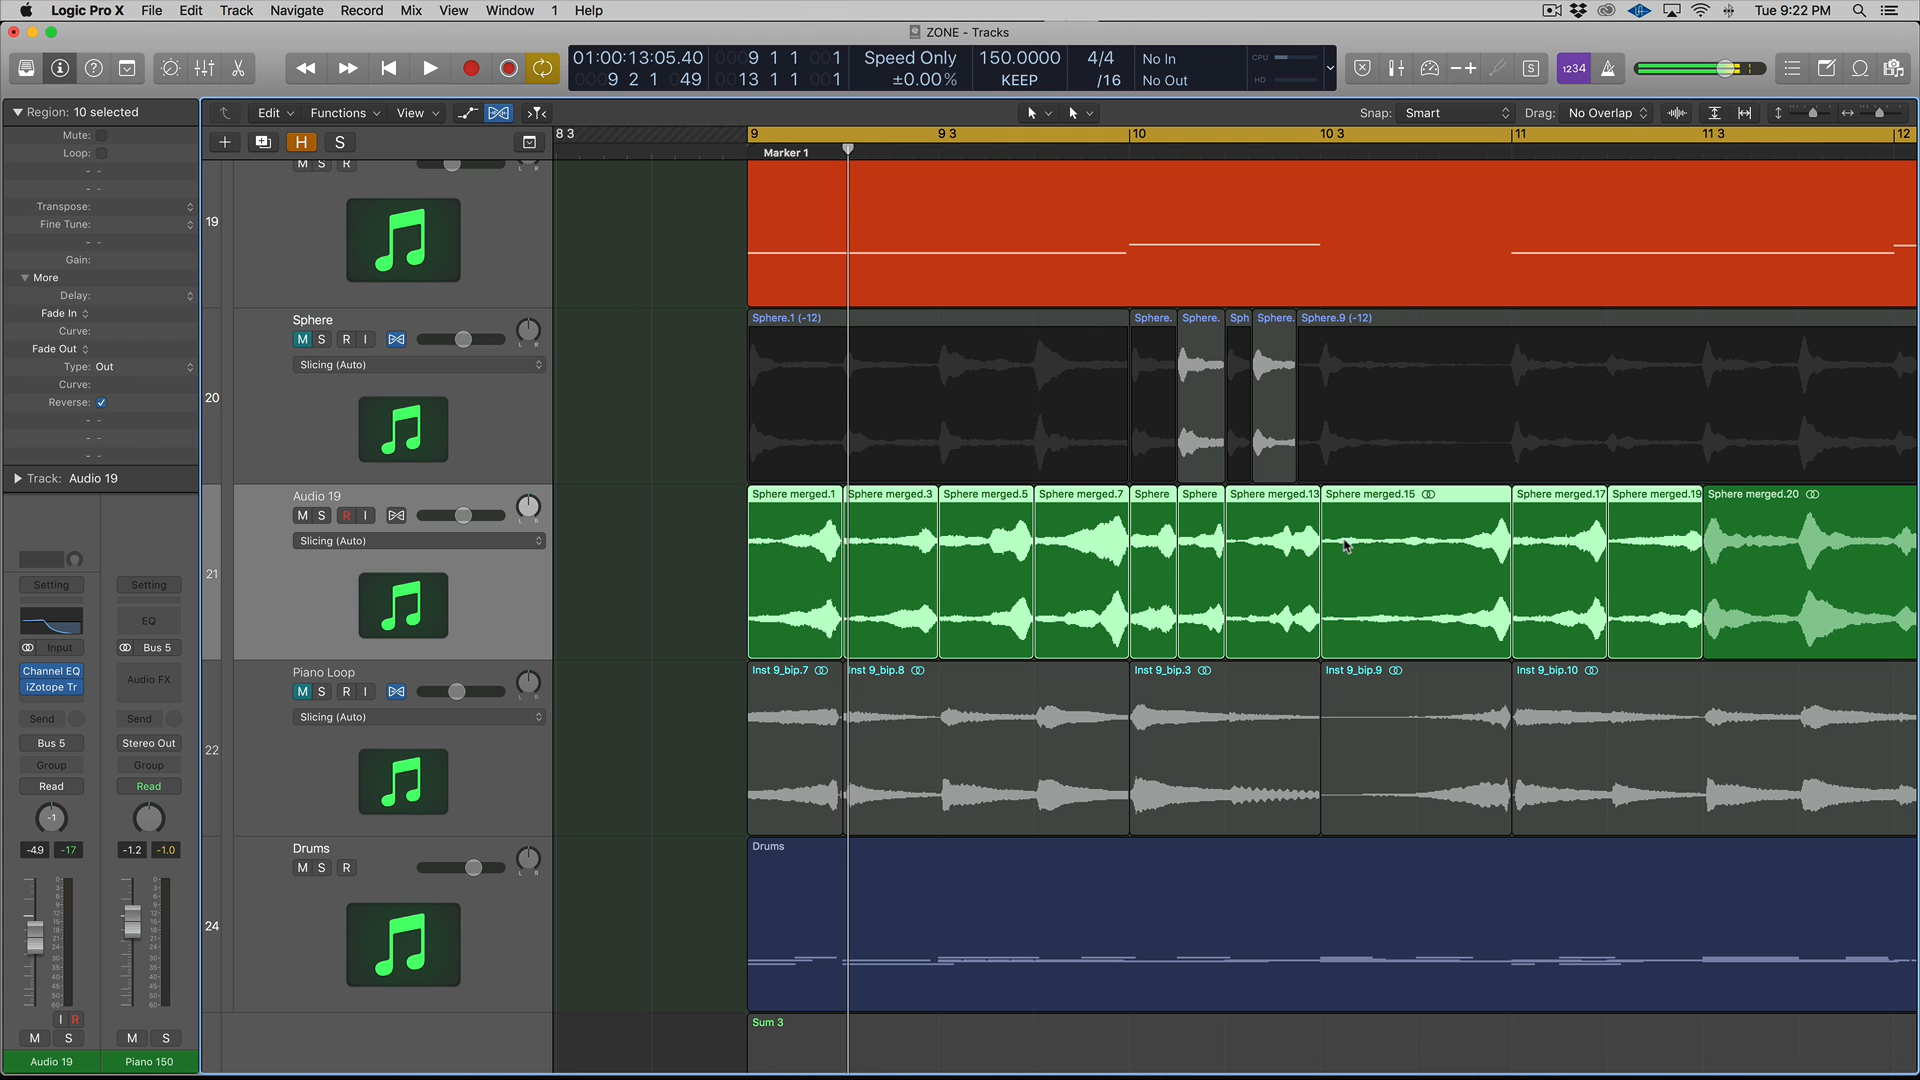 Logic Pro X File Edit Track Navigate Record Mix View Window 1 Help Tue 9:22 PM
ZONE - Tracks
01:00:13:05.40 9 1 1 1 Speed Only 150.0000 4/4 No In CPU
9 2 1 49 13 1 1 1 ±0.00% KEEP /16 No Out HD
1234
Region: 10 selected
Edit Functions View Snap: Smart Drag: No Overlap
H S
8 3 9 9 3 10 10 3 11 11 3 12
Marker 1
Mute:
Loop:
- -
- -
Transpose:
Fine Tune:
- -
Gain:
More
Delay:
Fade In
Curve:
Fade Out
Type: Out
Curve:
Reverse:
- -
- -
- -
Track: Audio 19
Setting Setting
EQ
Input Bus 5
Channel EQ
iZotope Tr Audio FX
Send Send
Bus 5 Stereo Out
Group Group
Read Read
-1
-4.9 -17 -1.2 -1.0
I R
M S M S
Audio 19 Piano 150
M S R
19
Sphere
M S R I
L R
Slicing (Auto)
20
Sphere.1 (-12) Sphere. Sphere. Sph Sphere. Sphere.9 (-12)
Audio 19
M S R I
L R
Slicing (Auto)
21
Sphere merged.1 Sphere merged.3 Sphere merged.5 Sphere merged.7 Sphere Sphere Sphere merged.13 Sphere merged.15 Sphere merged.17 Sphere merged.19 Sphere merged.20
Piano Loop
M S R I
L R
Slicing (Auto)
22
Inst 9_bip.7 Inst 9_bip.8 Inst 9_bip.3 Inst 9_bip.9 Inst 9_bip.10
Drums
M S R
L R
24
Drums
Sum 3